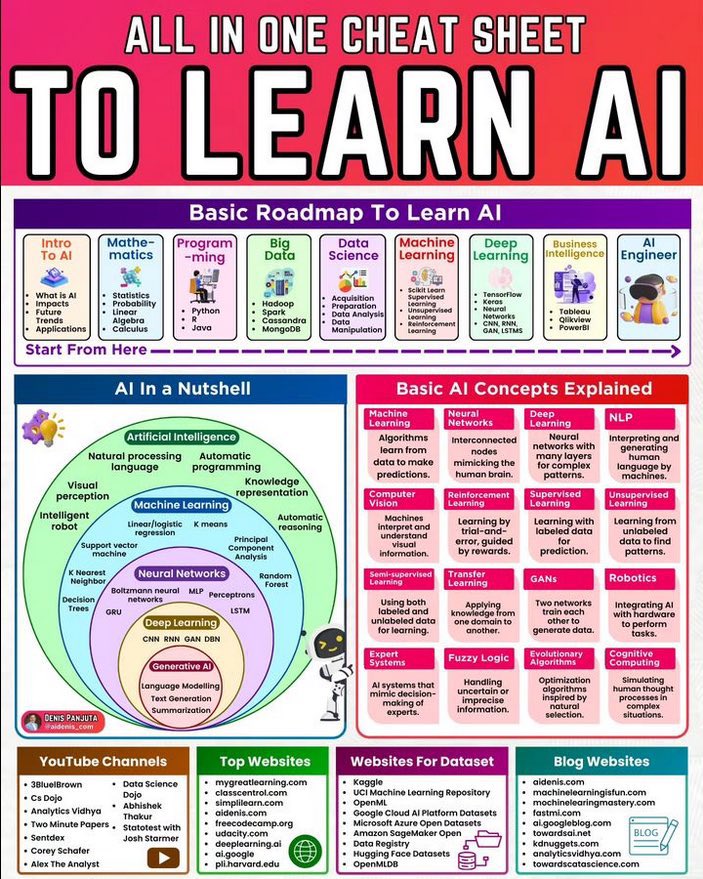 ALL IN ONE CHEAT SHEET
TO LEARN AI
Basic Roadmap To Learn AI
Intro
To AI
• What is AI
• Impacts
• Future
Trends
• Applications
Mathe-
matics
• Statistics
• Probability
• Linear
Algebra
• Calculus
Program
-ming
• Python
• R
• Java
Big
Data
• Hadoop
• Spark
• Cassandra
• MongoDB
Data
Science
• Acquisition
• Preparation
• Data Analysis
• Data
Manipulation
Machine
Learning
• Scikit Learn
• Supervised
Learning
• Unsupervised
Learning
• Reinforcement
Learning
Deep
Learning
• TensorFlow
• Keras
• Neural
Networks
• CNN, RNN,
GAN, LSTMS
Business
Intelligence
• Tableau
• Qlikview
• PowerBI
AI
Engineer
Start From Here
AI In a Nutshell
Artificial Intelligence
Natural processing
language
Automatic
programming
Visual
perception
Knowledge
representation
Intelligent
robot
Automatic
reasoning
Machine Learning
Linear/logistic
regression
K means
Support vector
machine
Principal
Component
Analysis
K Nearest
Neighbor
Random
Forest
Decision
Trees
Neural Networks
Boltzmann neural
networks
MLP
Perceptrons
GRU
LSTM
Deep Learning
CNN RNN GAN DBN
Generative AI
Language Modelling
Text Generation
Summarization
DENIS PANJUTA
@aidenis_com
Basic AI Concepts Explained
Machine
Learning
Algorithms
learn from
data to make
predictions.
Neural
Networks
Interconnected
nodes
mimicking the
human brain.
Deep
Learning
Neural
networks with
many layers
for complex
patterns.
NLP
Interpreting and
generating
human
language by
machines.
Computer
Vision
Machines
interpret and
understand
visual
information.
Reinforcement
Learning
Learning by
trial-and-
error, guided
by rewards.
Supervised
Learning
Learning with
labeled data
for
prediction.
Unsupervised
Learning
Learning from
unlabeled
data to find
patterns.
Semi-supervised
Learning
Using both
labeled and
unlabeled data
for learning.
Transfer
Learning
Applying
knowledge from
one domain to
another.
GANs
Two networks
train each
other to
generate data.
Robotics
Integrating AI
with hardware
to perform
tasks.
Expert
Systems
AI systems that
mimic decision-
making of
experts.
Fuzzy Logic
Handling
uncertain or
imprecise
information.
Evolutionary
Algorithms
Optimization
algorithms
inspired by
natural
selection.
Cognitive
Computing
Simulating
human thought
processes in
complex
situations.
YouTube Channels
• 3BluelBrown
• Cs Dojo
• Analytics Vidhya
• Two Minute Papers
• Sentdex
• Corey Schafer
• Alex The Analyst
• Data Science
Dojo
• Abhishek
Thakur
• Statotest with
Josh Starmer
Top Websites
• mygreatlearning.com
• classcentrol.com
• simplilearn.com
• aidenis.com
• freecodecamp.org
• udacity.com
• deeplearning.ai
• ai.google
• pli.harvard.edu
Websites For Dataset
• Kaggle
• UCI Machine Learning Repository
• OpenML
• Google Cloud AI Platform Datasets
• Microsoft Azure Open Datasets
• Amazon SageMaker Open
• Data Registry
• Hugging Face Datasets
• OpenMLDB
Blog Websites
• aidenis.com
• machinelearningisfun.com
• mochinelearingmastery.com
• fastmi.com
• ai.googleblog.com
• towardsai.net
• kdnuggets.com
• analyticsvidhya.com
• towardscatascience.com
BLOG